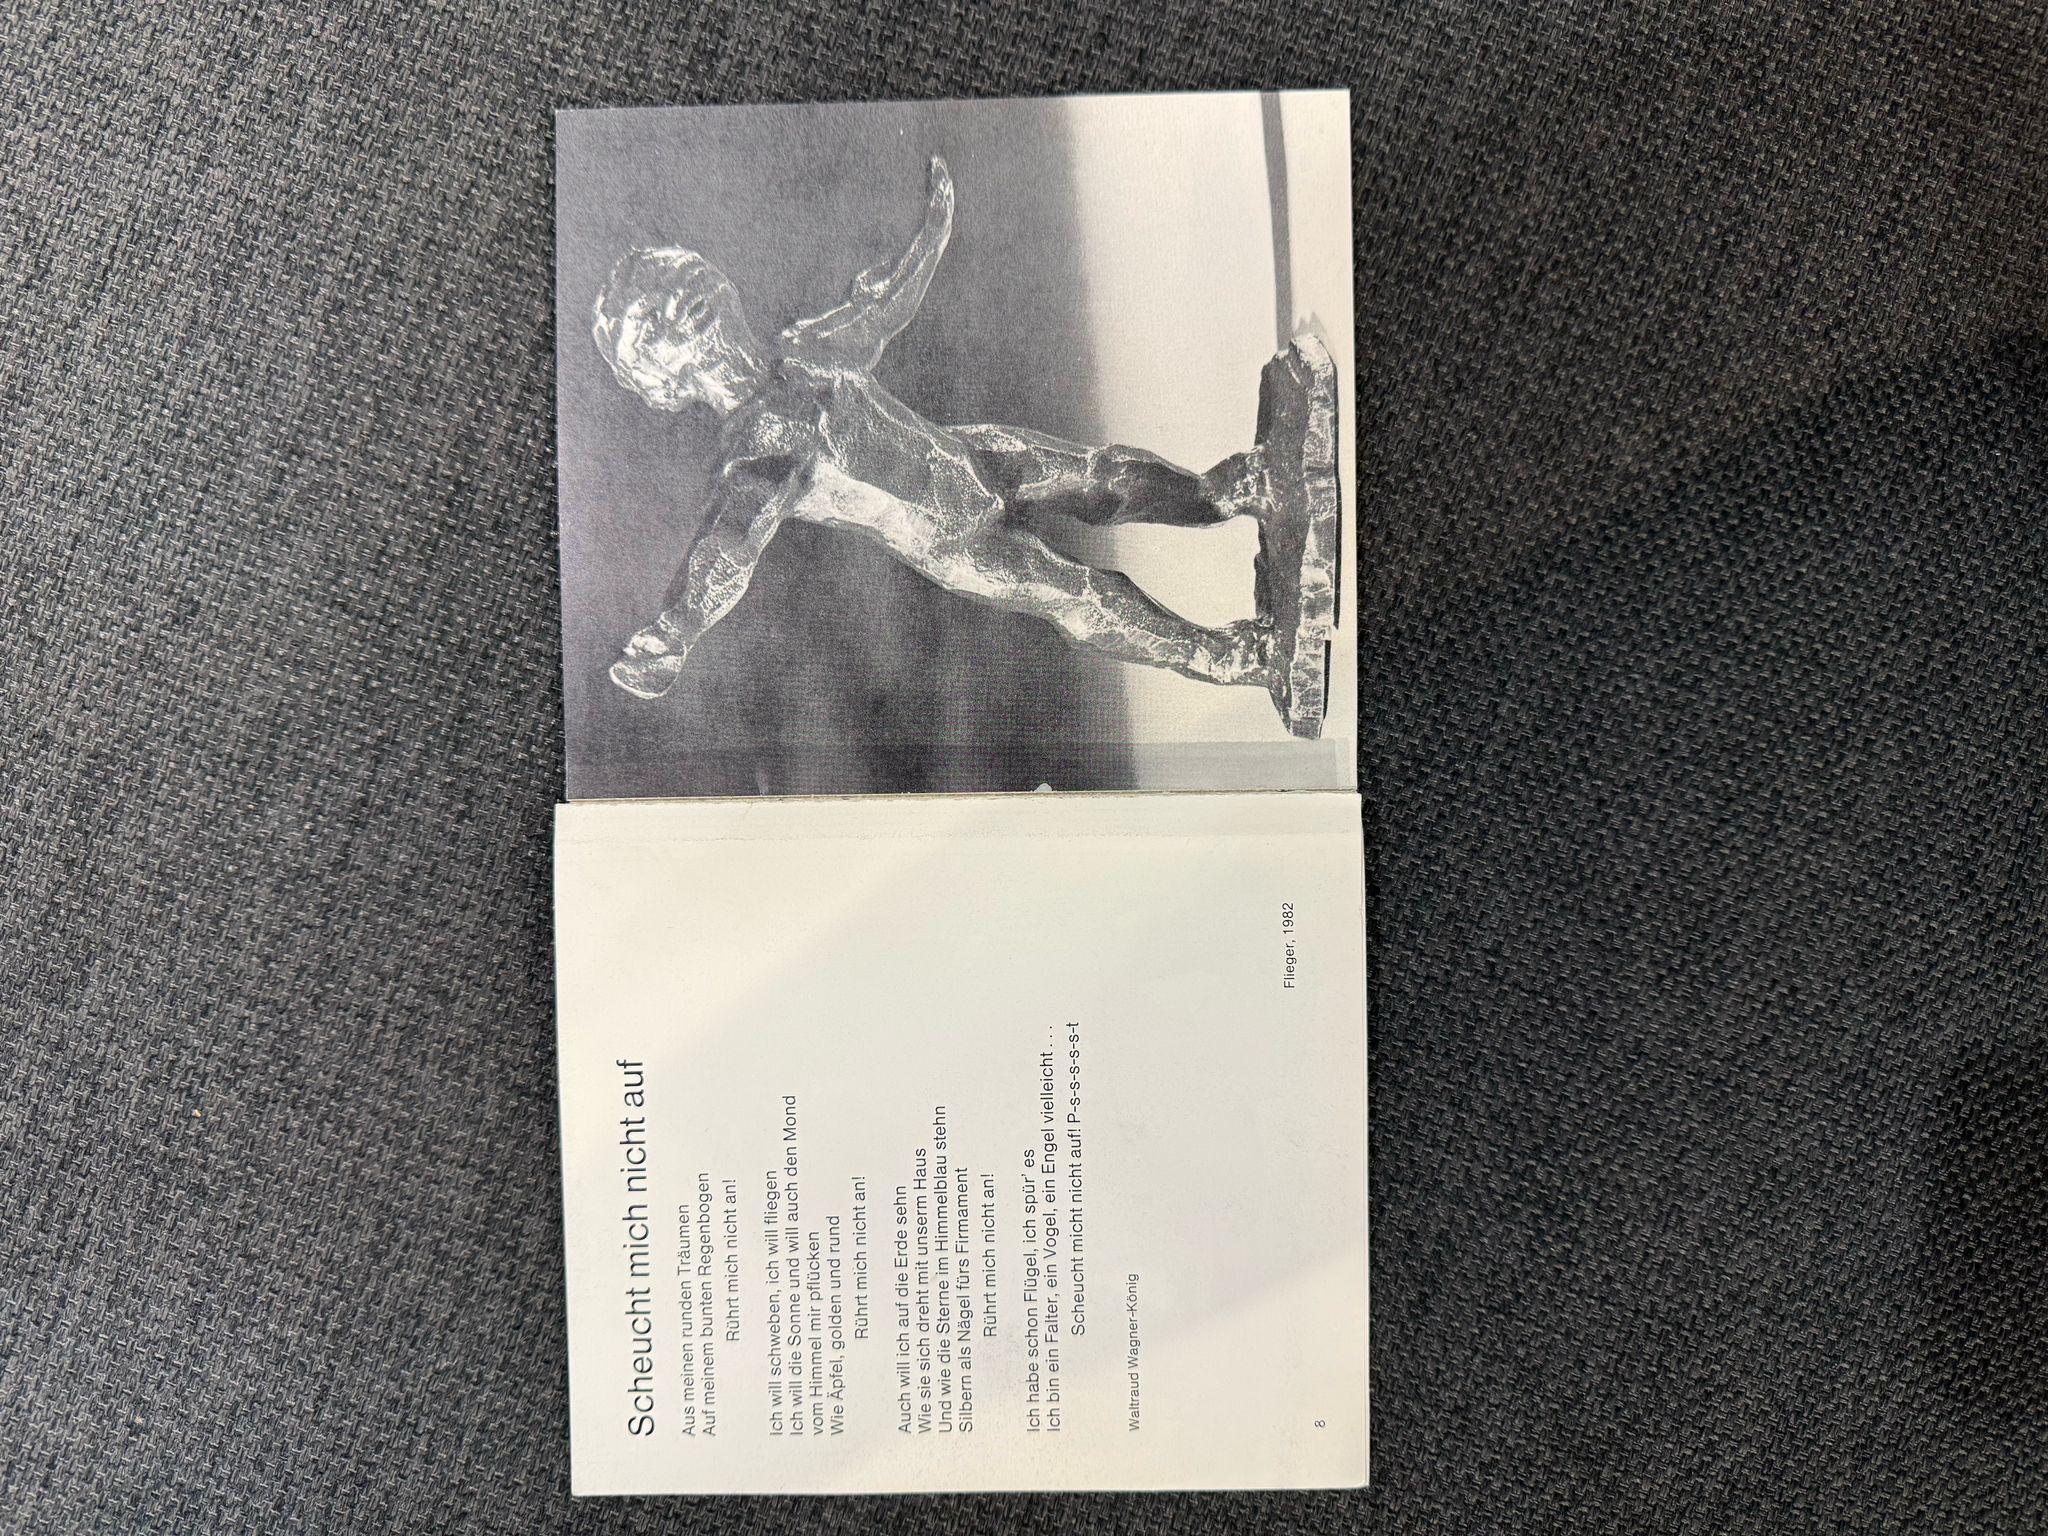 Scheucht mich nicht auf
Aus meinen runden Träumen
Auf meinem bunten Regenbogen
Rührt mich nicht an!
Ich will schweben, ich will fliegen
Ich will die Sonne und will auch den Mond
vom Himmel mir pflücken
Wie Äpfel, golden und rund
Rührt mich nicht an!
Auch will ich auf die Erde sehn
Wie sie sich dreht mit unserm Haus
Und wie die Sterne im Himmelblau stehn
Silbern als Nägel fürs Firmament
Rührt mich nicht an!
Ich habe schon Flügel, ich spür' es
Ich bin ein Falter, ein Vogel, ein Engel vielleicht . . .
Scheucht micht nicht auf! P-s-s-s-s-s-s-t
Waltraud Wagner-König
Flieger, 1982
8